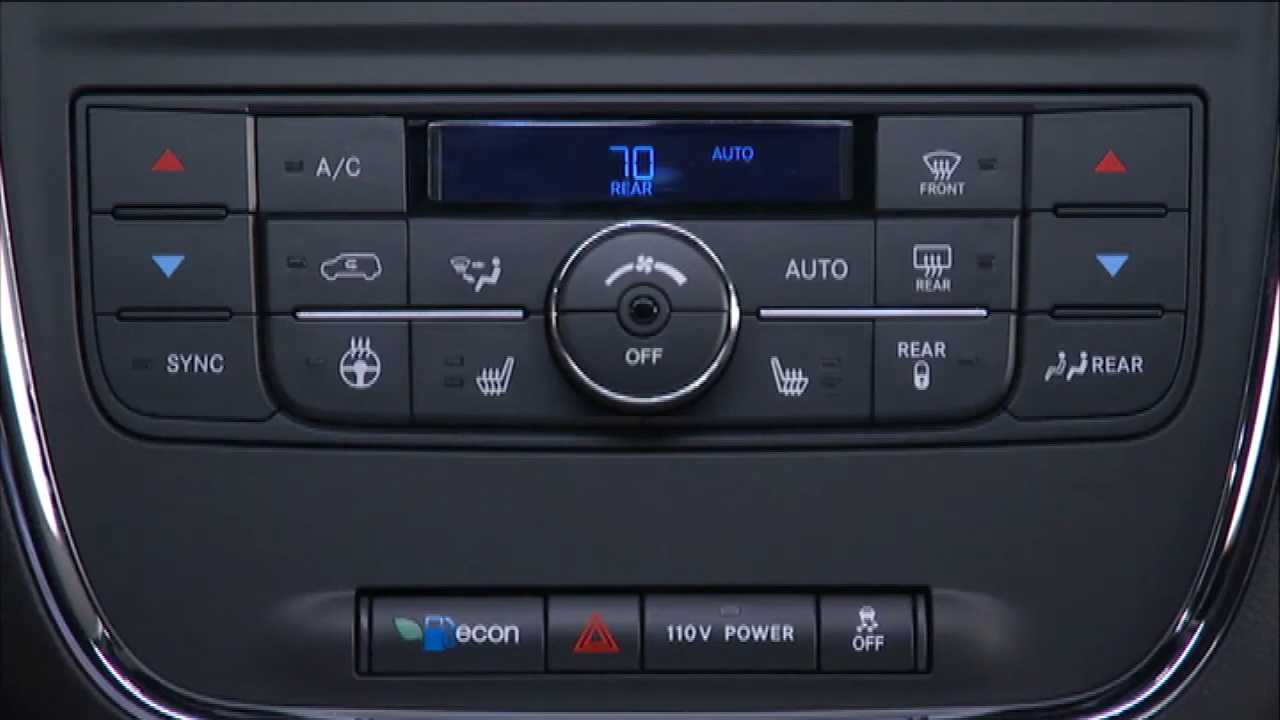 A/C
70
AUTO
REAR
FRONT
AUTO
REAR
SYNC
OFF
REAR
REAR
econ
110V POWER
OFF